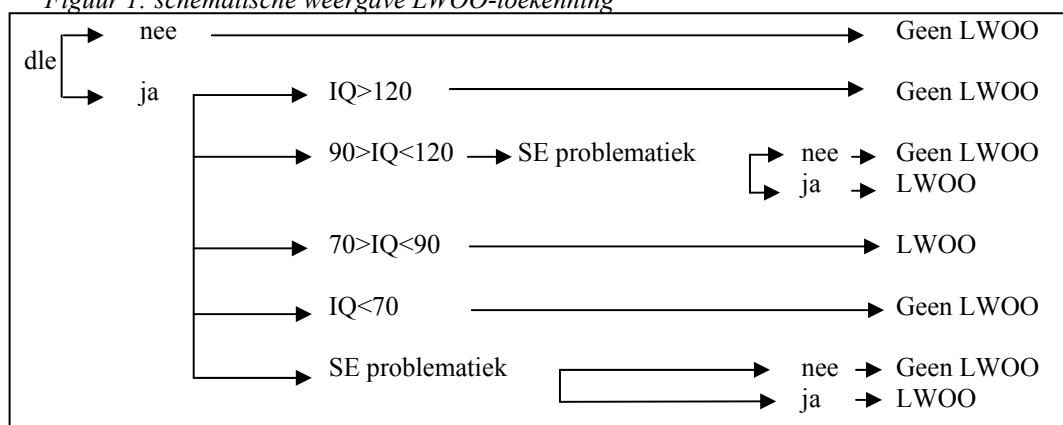 Figuur 1: schematische weergave LWOO-toekenning
nee Geen LWOO
dle
ja IQ>120 Geen LWOO
90>IQ<120 SE problematiek nee Geen LWOO
ja LWOO
70>IQ<90 LWOO
IQ<70 Geen LWOO
SE problematiek nee Geen LWOO
ja LWOO